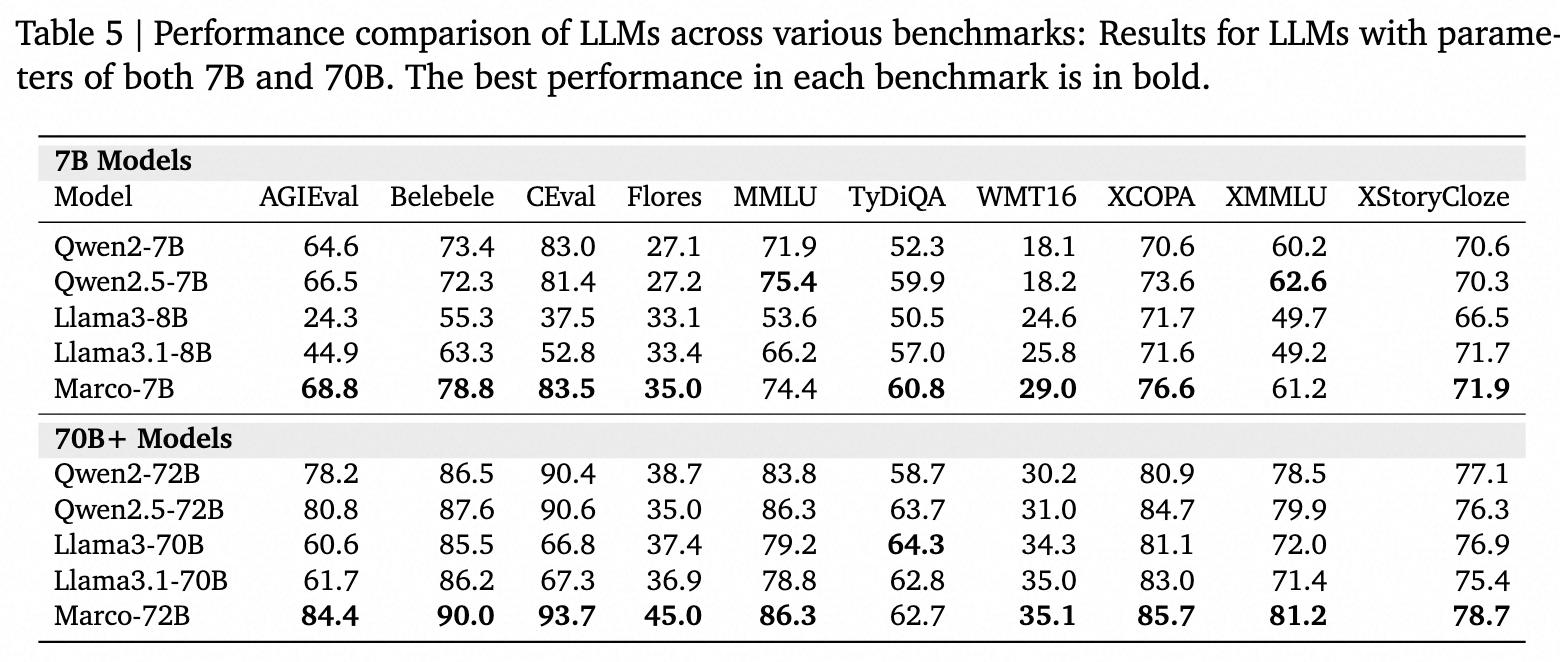 Table 5 | Performance comparison of LLMs across various benchmarks: Results for LLMs with parame-
ters of both 7B and 70B. The best performance in each benchmark is in bold.
7B Models
Model AGIEval Belebele CEval Flores MMLU TyDiQA WMT16 XCOPA XMMLU XStoryCloze
Qwen2-7B 64.6 73.4 83.0 27.1 71.9 52.3 18.1 70.6 60.2 70.6
Qwen2.5-7B 66.5 72.3 81.4 27.2 75.4 59.9 18.2 73.6 62.6 70.3
Llama3-8B 24.3 55.3 37.5 33.1 53.6 50.5 24.6 71.7 49.7 66.5
Llama3.1-8B 44.9 63.3 52.8 33.4 66.2 57.0 25.8 71.6 49.2 71.7
Marco-7B 68.8 78.8 83.5 35.0 74.4 60.8 29.0 76.6 61.2 71.9
70B+ Models
Qwen2-72B 78.2 86.5 90.4 38.7 83.8 58.7 30.2 80.9 78.5 77.1
Qwen2.5-72B 80.8 87.6 90.6 35.0 86.3 63.7 31.0 84.7 79.9 76.3
Llama3-70B 60.6 85.5 66.8 37.4 79.2 64.3 34.3 81.1 72.0 76.9
Llama3.1-70B 61.7 86.2 67.3 36.9 78.8 62.8 35.0 83.0 71.4 75.4
Marco-72B 84.4 90.0 93.7 45.0 86.3 62.7 35.1 85.7 81.2 78.7